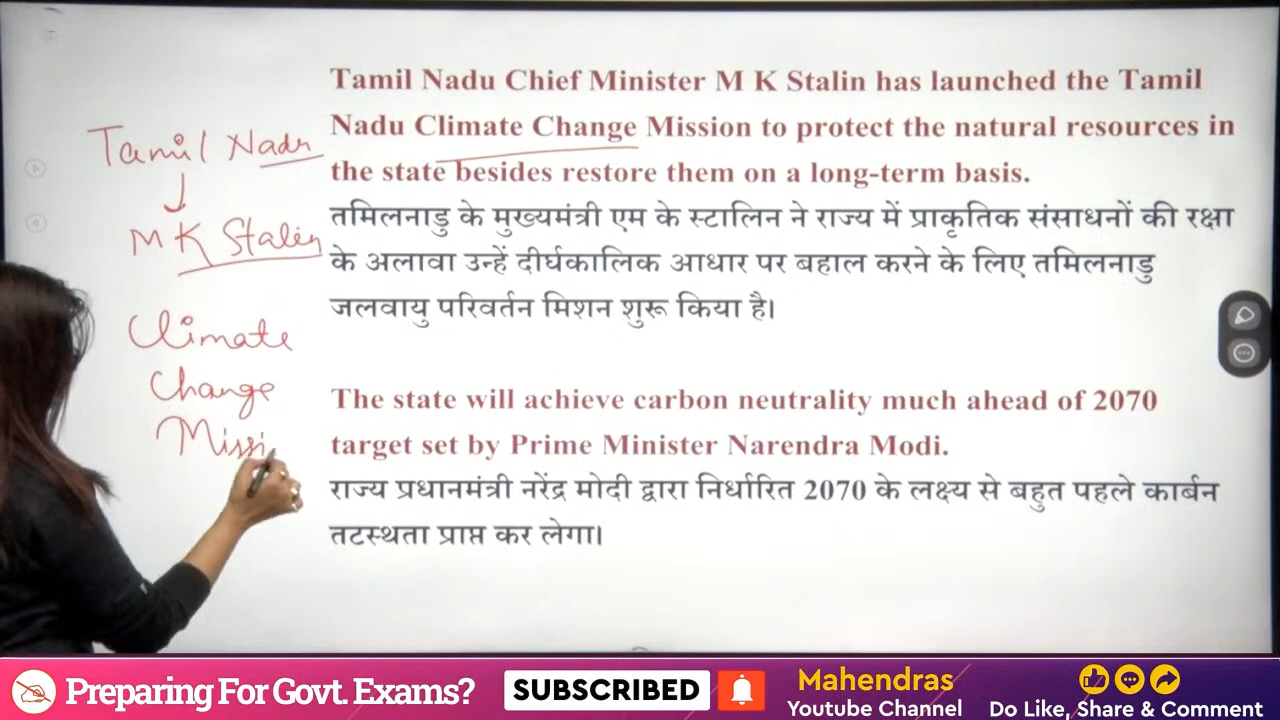 Tamil Nadu Chief Minister M K Stalin has launched the Tamil
Nadu Climate Change Mission to protect the natural resources in
the state besides restore them on a long-term basis.
तमिलनाडु के मुख्यमंत्री एम के स्टालिन ने राज्य में प्राकृतिक संसाधनों की रक्षा
के अलावा उन्हें दीर्घकालिक आधार पर बहाल करने के लिए तमिलनाडु
जलवायु परिवर्तन मिशन शुरू किया है।
The state will achieve carbon neutrality much ahead of 2070
target set by Prime Minister Narendra Modi.
राज्य प्रधानमंत्री नरेंद्र मोदी द्वारा निर्धारित 2070 के लक्ष्य से बहुत पहले कार्बन
तटस्थता प्राप्त कर लेगा।
Tamil Nadu
M K Stalin
Climate
Change
Missi
Preparing For Govt. Exams?
SUBSCRIBED
Mahendras
Youtube Channel
Do Like, Share & Comment